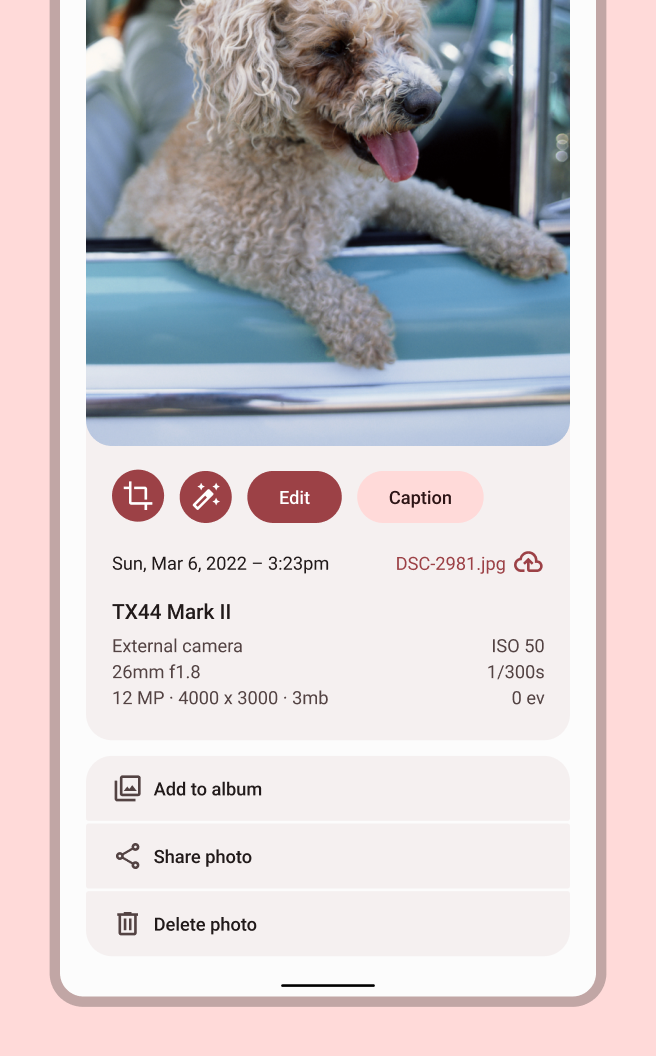 Edit
Caption
Sun, Mar 6, 2022 – 3:23pm
DSC-2981.jpg
TX44 Mark II
External camera
ISO 50
26mm f1.8
1/300s
12 MP · 4000 x 3000 · 3mb
0 ev
Add to album
Share photo
Delete photo